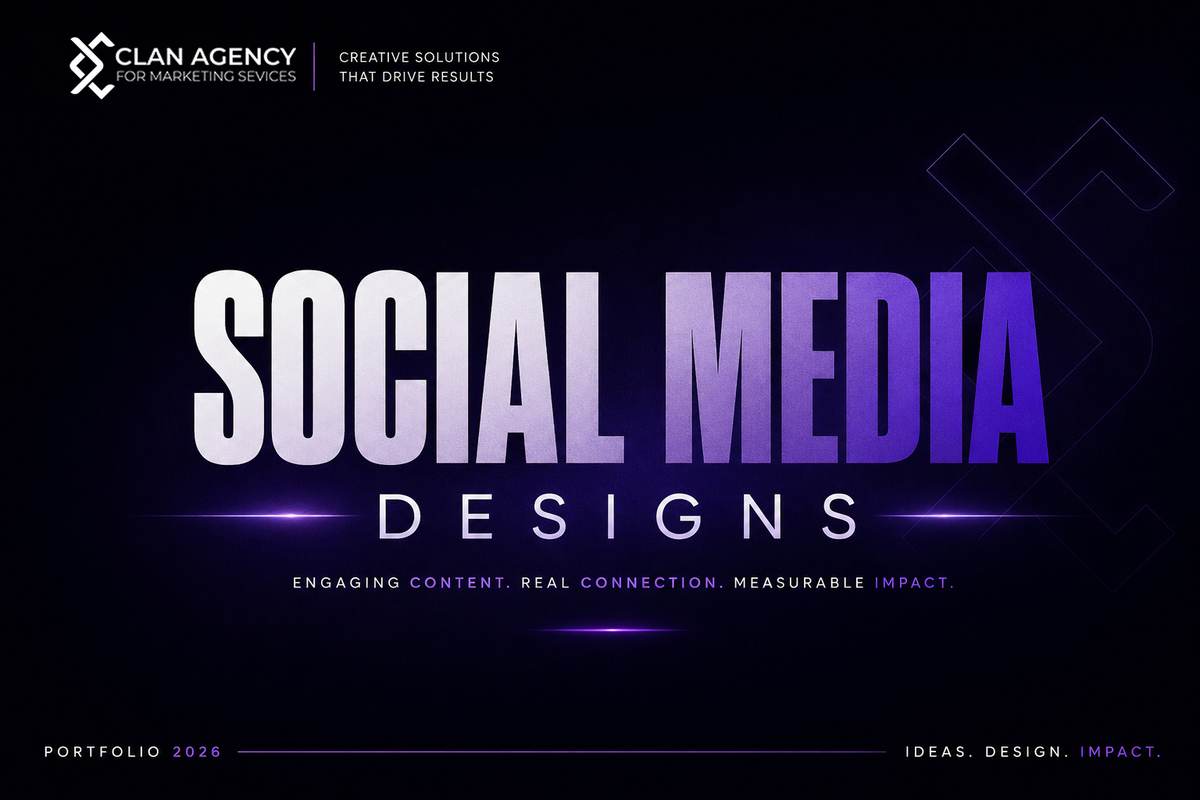 CLAN AGENCY
FOR MARKETING SEVICES
CREATIVE SOLUTIONS
THAT DRIVE RESULTS
SOCIAL MEDIA
DESIGNS
ENGAGING CONTENT. REAL CONNECTION. MEASURABLE IMPACT.
PORTFOLIO 2026
IDEAS. DESIGN. IMPACT.